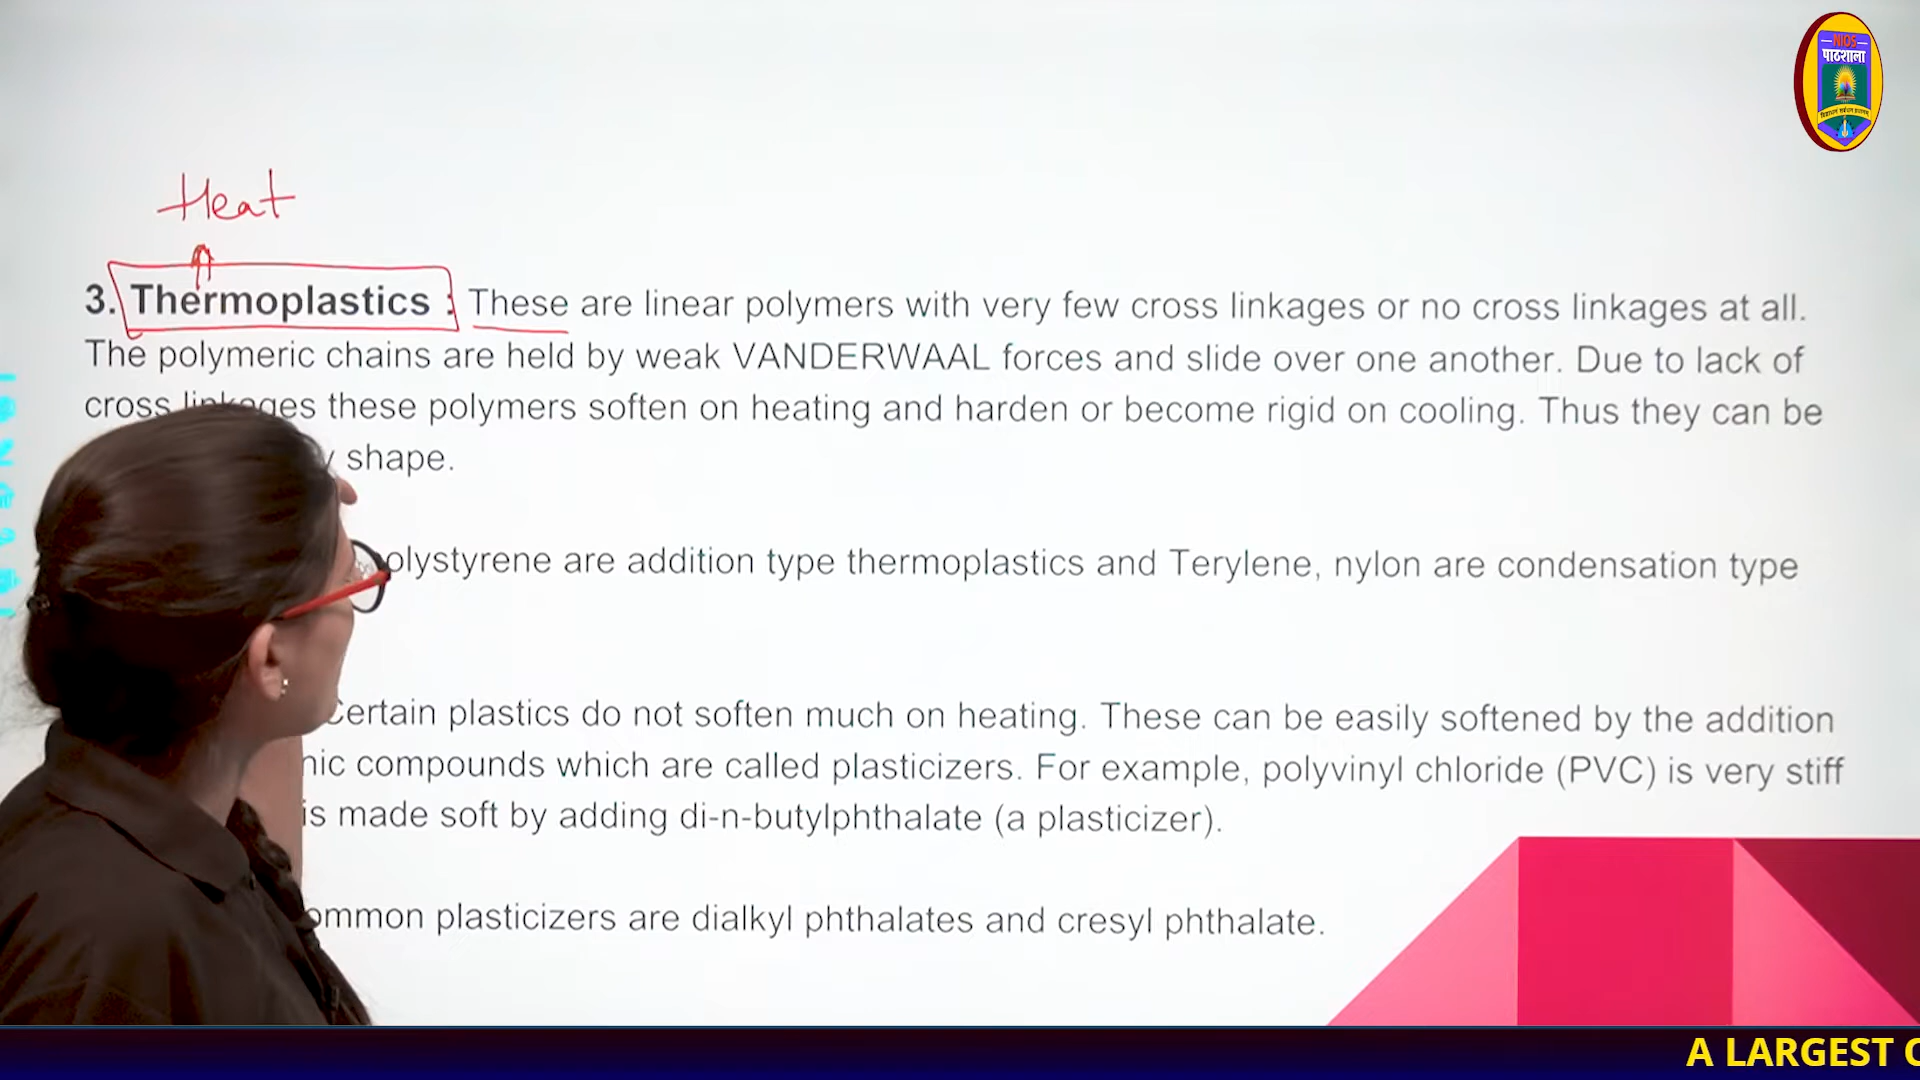 NIOS
पाठशाला
Heat
3. Thermoplastics : These are linear polymers with very few cross linkages or no cross linkages at all.
The polymeric chains are held by weak VANDERWAAL forces and slide over one another. Due to lack of
cross linkages these polymers soften on heating and harden or become rigid on cooling. Thus they can be
shape.
olystyrene are addition type thermoplastics and Terylene, nylon are condensation type
Certain plastics do not soften much on heating. These can be easily softened by the addition
nic compounds which are called plasticizers. For example, polyvinyl chloride (PVC) is very stiff
is made soft by adding di-n-butylphthalate (a plasticizer).
ommon plasticizers are dialkyl phthalates and cresyl phthalate.
A LARGEST